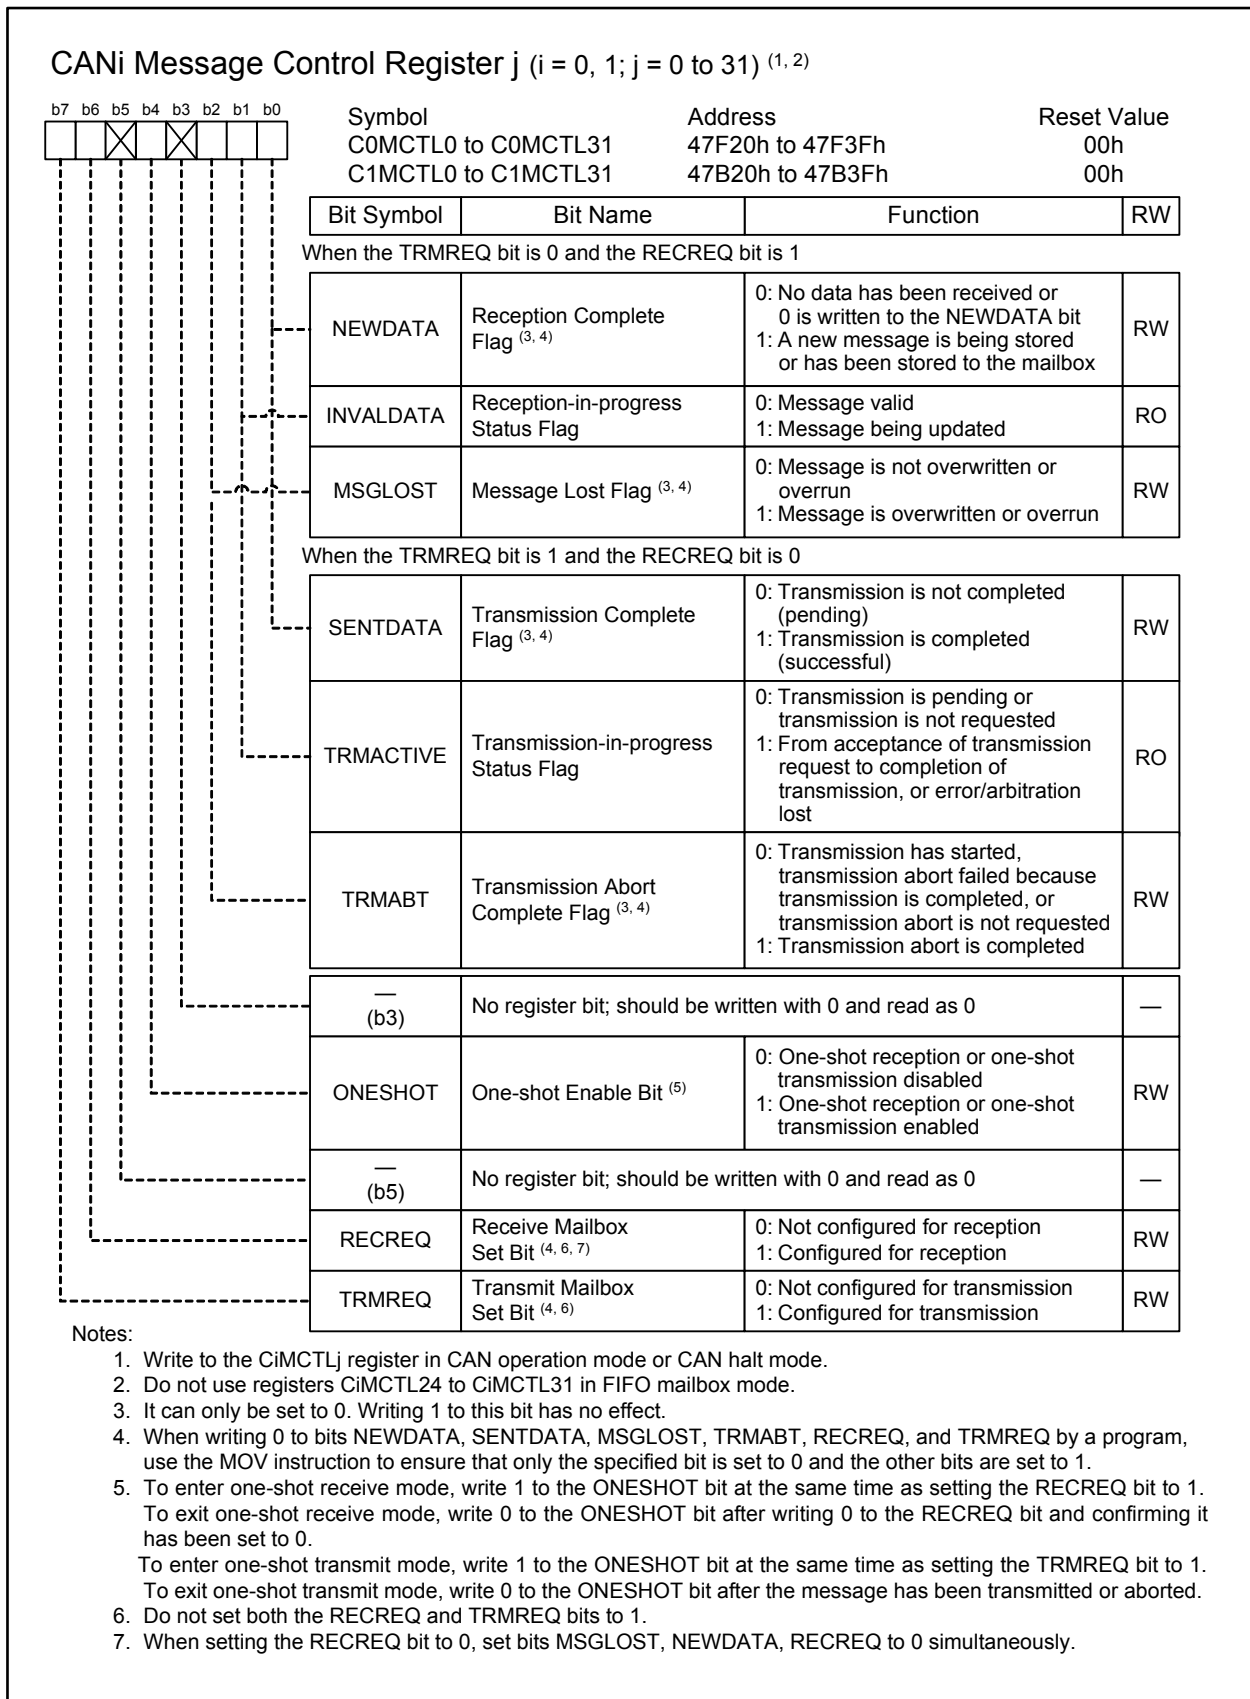 CANi Message Control Register j (i = 0, 1; j = 0 to 31) (1, 2)
b7 b6 b5 b4 b3 b2 b1 b0
Symbol Address Reset Value
C0MCTL0 to C0MCTL31 47F20h to 47F3Fh 00h
C1MCTL0 to C1MCTL31 47B20h to 47B3Fh 00h
Bit Symbol Bit Name Function RW
When the TRMREQ bit is 0 and the RECREQ bit is 1
NEWDATA
Reception Complete
Flag (3, 4)
0: No data has been received or
0 is written to the NEWDATA bit
1: A new message is being stored
or has been stored to the mailbox
RW
INVALDATA
Reception-in-progress
Status Flag
0: Message valid
1: Message being updated
RO
MSGLOST
Message Lost Flag (3, 4)
0: Message is not overwritten or
overrun
1: Message is overwritten or overrun
RW
When the TRMREQ bit is 1 and the RECREQ bit is 0
SENTDATA
Transmission Complete
Flag (3, 4)
0: Transmission is not completed
(pending)
1: Transmission is completed
(successful)
RW
TRMACTIVE
Transmission-in-progress
Status Flag
0: Transmission is pending or
transmission is not requested
1: From acceptance of transmission
request to completion of
transmission, or error/arbitration
lost
RO
TRMABT
Transmission Abort
Complete Flag (3, 4)
0: Transmission has started,
transmission abort failed because
transmission is completed, or
transmission abort is not requested
1: Transmission abort is completed
RW
—
(b3)
No register bit; should be written with 0 and read as 0
—
ONESHOT
One-shot Enable Bit (5)
0: One-shot reception or one-shot
transmission disabled
1: One-shot reception or one-shot
transmission enabled
RW
—
(b5)
No register bit; should be written with 0 and read as 0
—
RECREQ
Receive Mailbox
Set Bit (4, 6, 7)
0: Not configured for reception
1: Configured for reception
RW
TRMREQ
Transmit Mailbox
Set Bit (4, 6)
0: Not configured for transmission
1: Configured for transmission
RW
Notes:
1. Write to the CiMCTLj register in CAN operation mode or CAN halt mode.
2. Do not use registers CiMCTL24 to CiMCTL31 in FIFO mailbox mode.
3. It can only be set to 0. Writing 1 to this bit has no effect.
4. When writing 0 to bits NEWDATA, SENTDATA, MSGLOST, TRMABT, RECREQ, and TRMREQ by a program,
use the MOV instruction to ensure that only the specified bit is set to 0 and the other bits are set to 1.
5. To enter one-shot receive mode, write 1 to the ONESHOT bit at the same time as setting the RECREQ bit to 1.
To exit one-shot receive mode, write 0 to the ONESHOT bit after writing 0 to the RECREQ bit and confirming it
has been set to 0.
To enter one-shot transmit mode, write 1 to the ONESHOT bit at the same time as setting the TRMREQ bit to 1.
To exit one-shot transmit mode, write 0 to the ONESHOT bit after the message has been transmitted or aborted.
6. Do not set both the RECREQ and TRMREQ bits to 1.
7. When setting the RECREQ bit to 0, set bits MSGLOST, NEWDATA, RECREQ to 0 simultaneously.